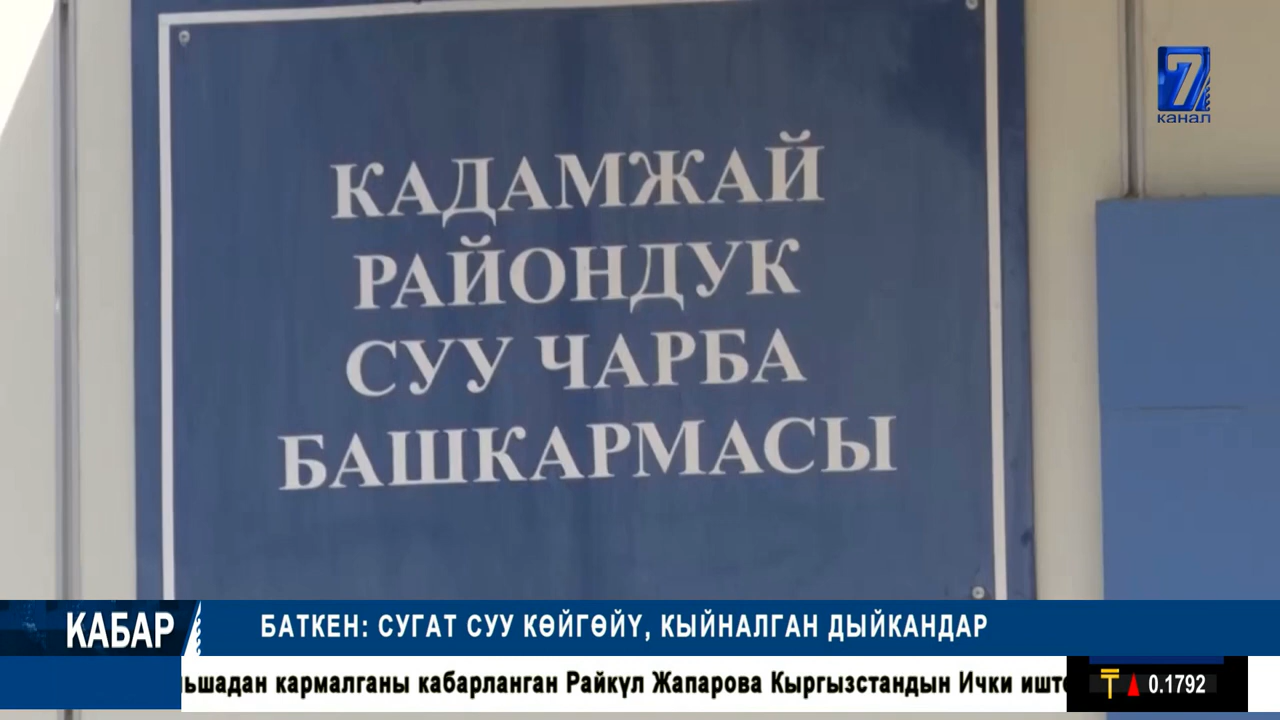 7
канал
КАДАМЖАЙ
РАЙОНДУК
СУУ ЧАРБА
БАШКАРМАСЫ
КАБАР
БАТКЕН: СУГАТ СУУ КӨЙГӨЙҮ, КЫЙНАЛГАН ДЫЙКАНДАР
кармалганы кабарланган Райкүл Жапарова Кыргызстандын Ички
₸ ▲ 0.1792